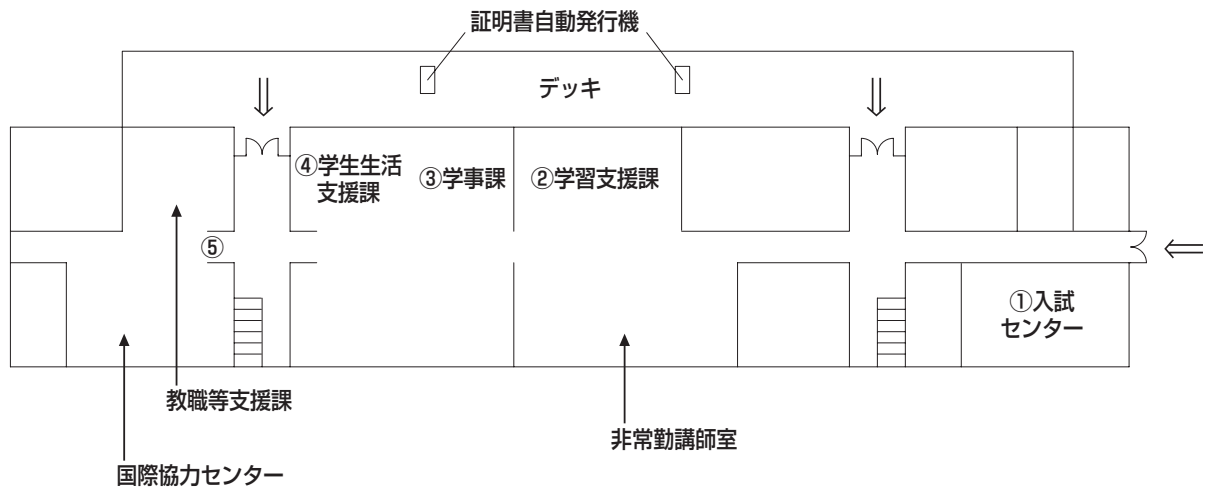 証明書自動発行機
デッキ
④学生生活
支援課
③学事課
②学習支援課
⑤
①入試
センター
教職等支援課
非常勤講師室
国際協力センター